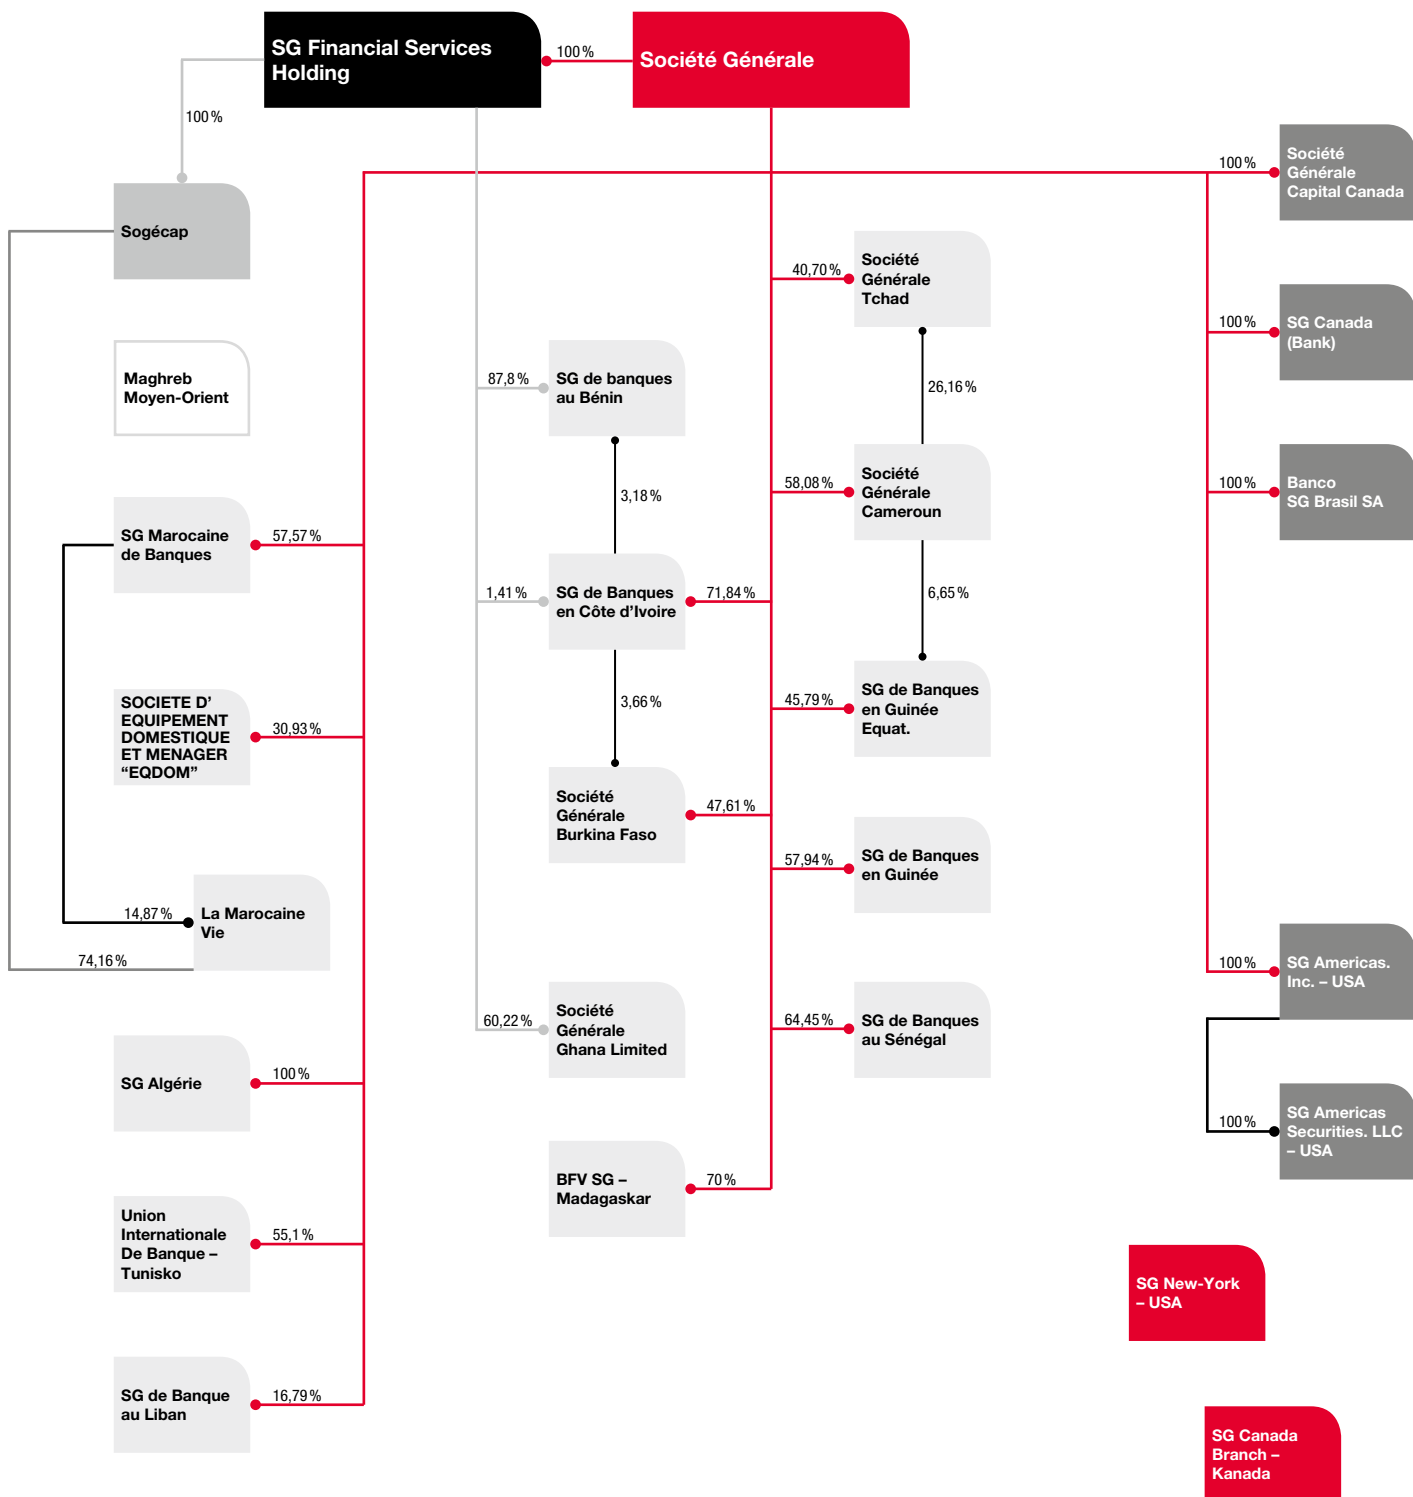 SG Financial Services
Holding
100 %
Société Générale
100 %
Sogécap
Maghreb
Moyen-Orient
SG Marocaine
de Banques
57,57 %
SOCIETE D’
EQUIPEMENT
DOMESTIQUE
ET MENAGER
“EQDOM”
30,93 %
14,87 %
La Marocaine
Vie
74,16 %
SG Algérie
100 %
Union
Internationale
De Banque –
Tunisko
55,1 %
SG de Banque
au Liban
16,79 %
87,8 %
SG de banques
au Bénin
3,18 %
1,41 %
SG de Banques
en Côte d’Ivoire
71,84 %
3,66 %
Société
Générale
Burkina Faso
47,61 %
60,22 %
Société
Générale
Ghana Limited
BFV SG –
Madagaskar
70 %
40,70 %
Société
Générale
Tchad
26,16 %
58,08 %
Société
Générale
Cameroun
6,65 %
45,79 %
SG de Banques
en Guinée
Equat.
57,94 %
SG de Banques
en Guinée
64,45 %
SG de Banques
au Sénégal
100 %
Société
Générale
Capital Canada
100 %
SG Canada
(Bank)
100 %
Banco
SG Brasil SA
100 %
SG Americas.
Inc. – USA
100 %
SG Americas
Securities. LLC
– USA
SG New-York
– USA
SG Canada
Branch –
Kanada